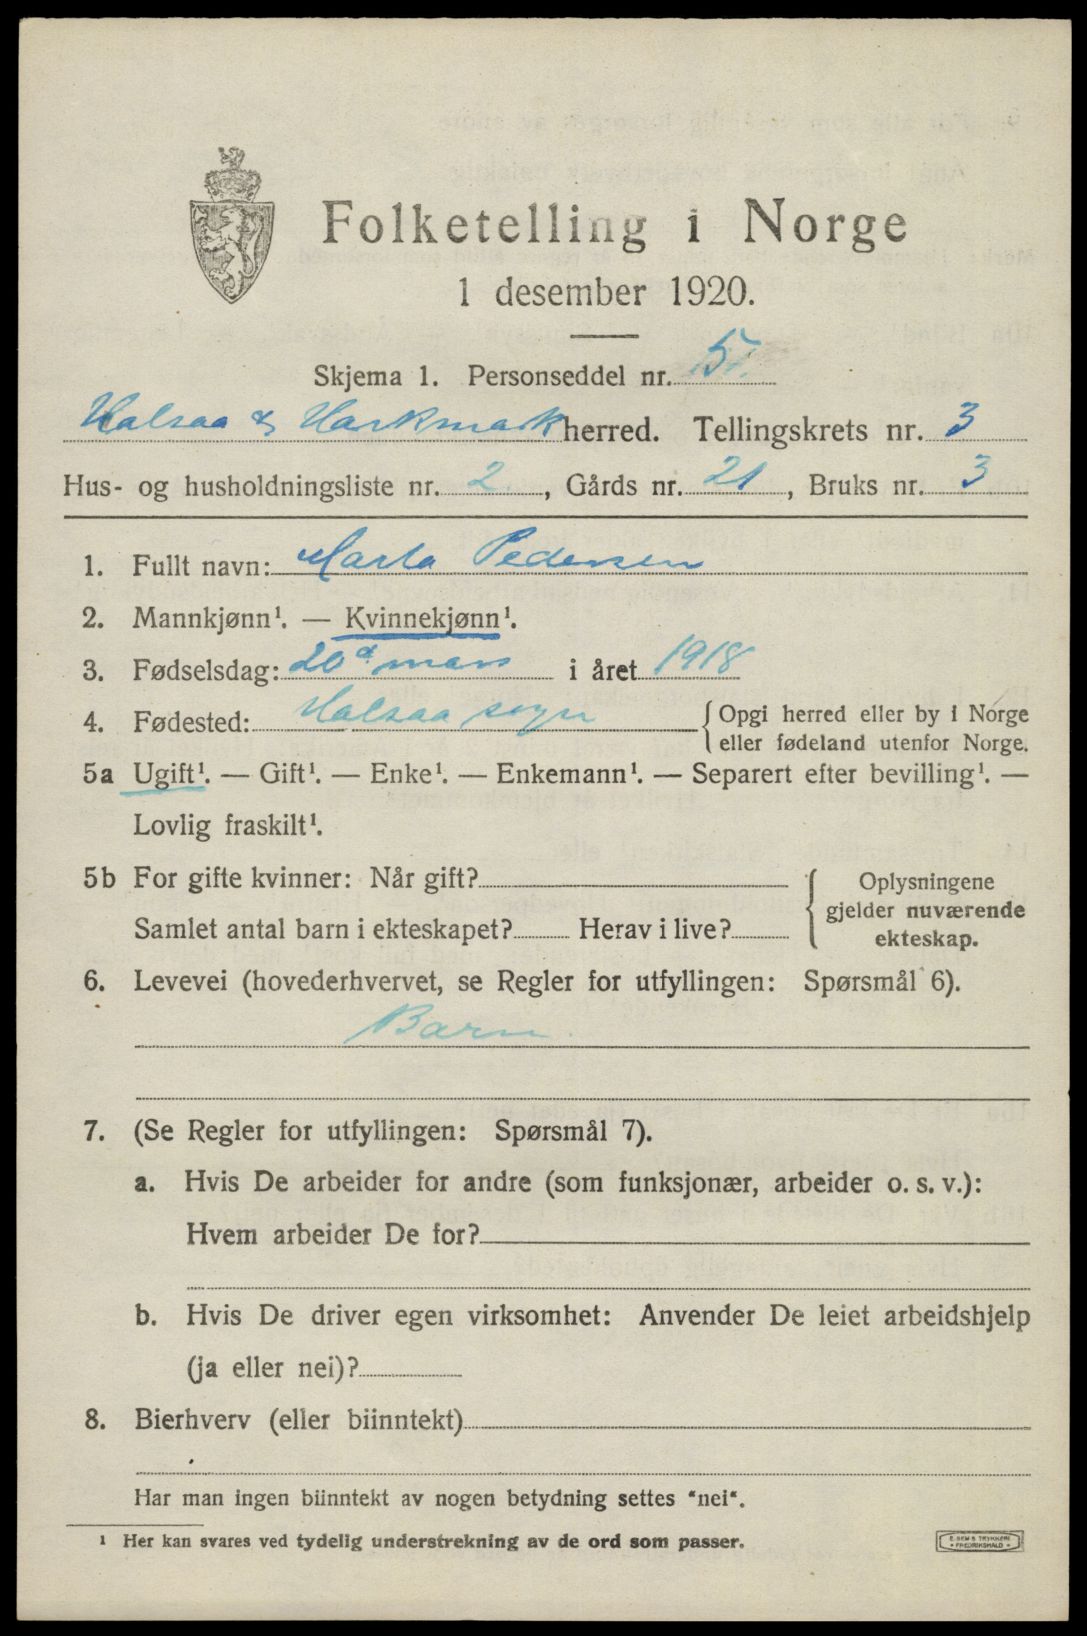 Folketelling i Norge
1 desember 1920.
Skjema 1. Personseddel nr. 5.
Halsaa & Harkmark herred. Tellingskrets nr. 3
Hus- og husholdningsliste nr. 2., Gårds nr. 21, Bruks nr. 3
1. Fullt navn: Marta Pedersen
2. Mannkjønn¹. — Kvinnekjønn¹.
3. Fødselsdag: 20d mars i året 1918
4. Fødested: Halsaa sogn {Opgi herred eller by i Norge
eller fødeland utenfor Norge.
5a Ugift¹. — Gift¹. — Enke¹. — Enkemann¹. — Separert efter bevilling¹. —
Lovlig fraskilt¹.
5b For gifte kvinner: Når gift?
Samlet antal barn i ekteskapet? Herav i live?
{Oplysningene
gjelder nuværende
ekteskap.
6. Levevei (hovederhvervet, se Regler for utfyllingen: Spørsmål 6).
Barn.
7. (Se Regler for utfyllingen: Spørsmål 7).
a. Hvis De arbeider for andre (som funksjonær, arbeider o. s. v.):
Hvem arbeider De for?
b. Hvis De driver egen virksomhet: Anvender De leiet arbeidshjelp
(ja eller nei)?
8. Bierhverv (eller biinntekt)
Har man ingen biinntekt av nogen betydning settes "nei".
¹ Her kan svares ved tydelig understrekning av de ord som passer.
E. SEM'S TRYKKERI
• FREDRIKSHALD •